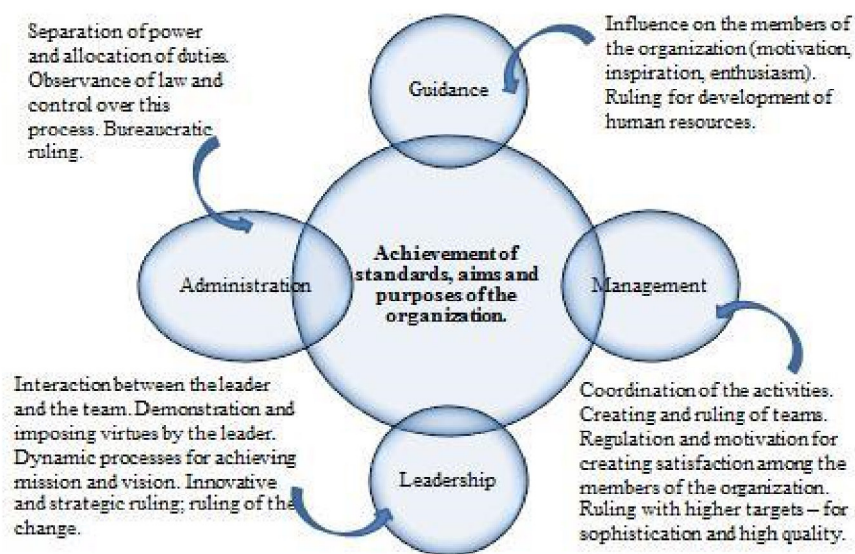 Separation of power
and allocation of duties.
Observance of law and
control over this
process. Bureaucratic
ruling.
Influence on the members of
the organization (motivation,
inspiration, enthusiasm).
Ruling for development of
human resources.
Guidance
Administration
Achievement of
standards, aims and
purposes of the
organization.
Management
Interaction between the leader
and the team. Demonstration and
imposing virtues by the leader.
Dynamic processes for achieving
mission and vision. Innovative
and strategic ruling; ruling of the
change.
Leadership
Coordination of the activities.
Creating and ruling of teams.
Regulation and motivation for
creating satisfaction among the
members of the organization.
Ruling with higher targets – for
sophistication and high quality.